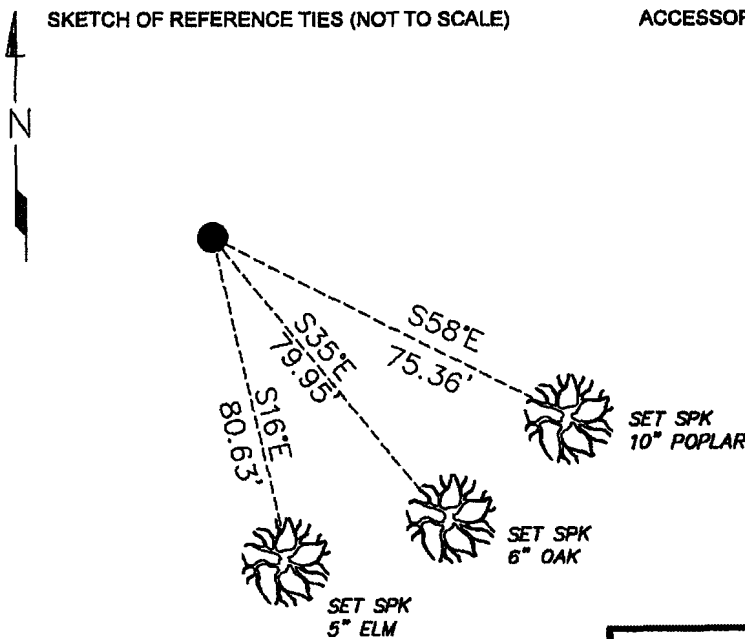 SKETCH OF REFERENCE TIES (NOT TO SCALE)
ACCESSOR
N
S58°E
75.36'
S35°E
79.95'
S16°E
80.63'
SET SPK
10" POPLAR
SET SPK
6" OAK
SET SPK
5" ELM